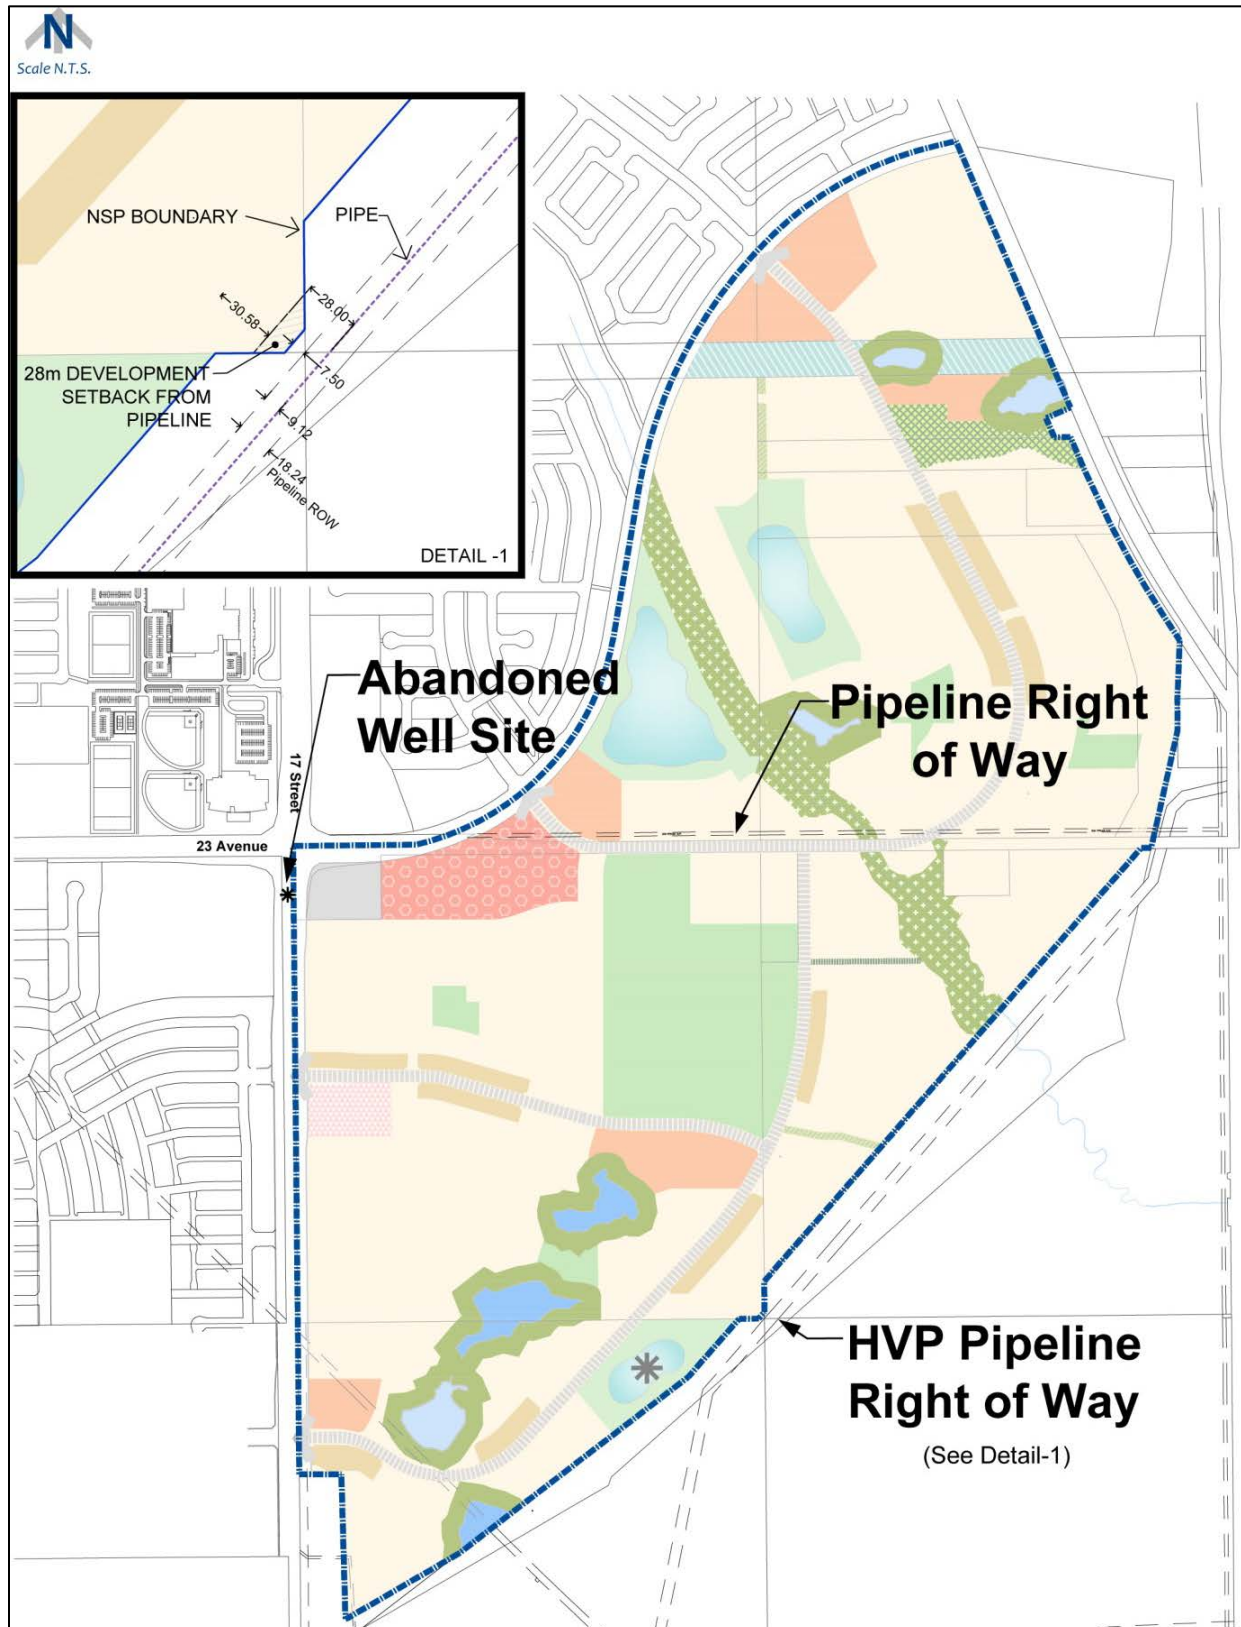 N
Scale N.T.S.
NSP BOUNDARY
PIPE
30.58
28.00
28m DEVELOPMENT
SETBACK FROM
PIPELINE
7.50
9.12
18.24
Pipeline ROW
DETAIL -1
Abandoned
Well Site
Pipeline Right
of Way
17 Street
23 Avenue
HVP Pipeline
Right of Way
(See Detail-1)